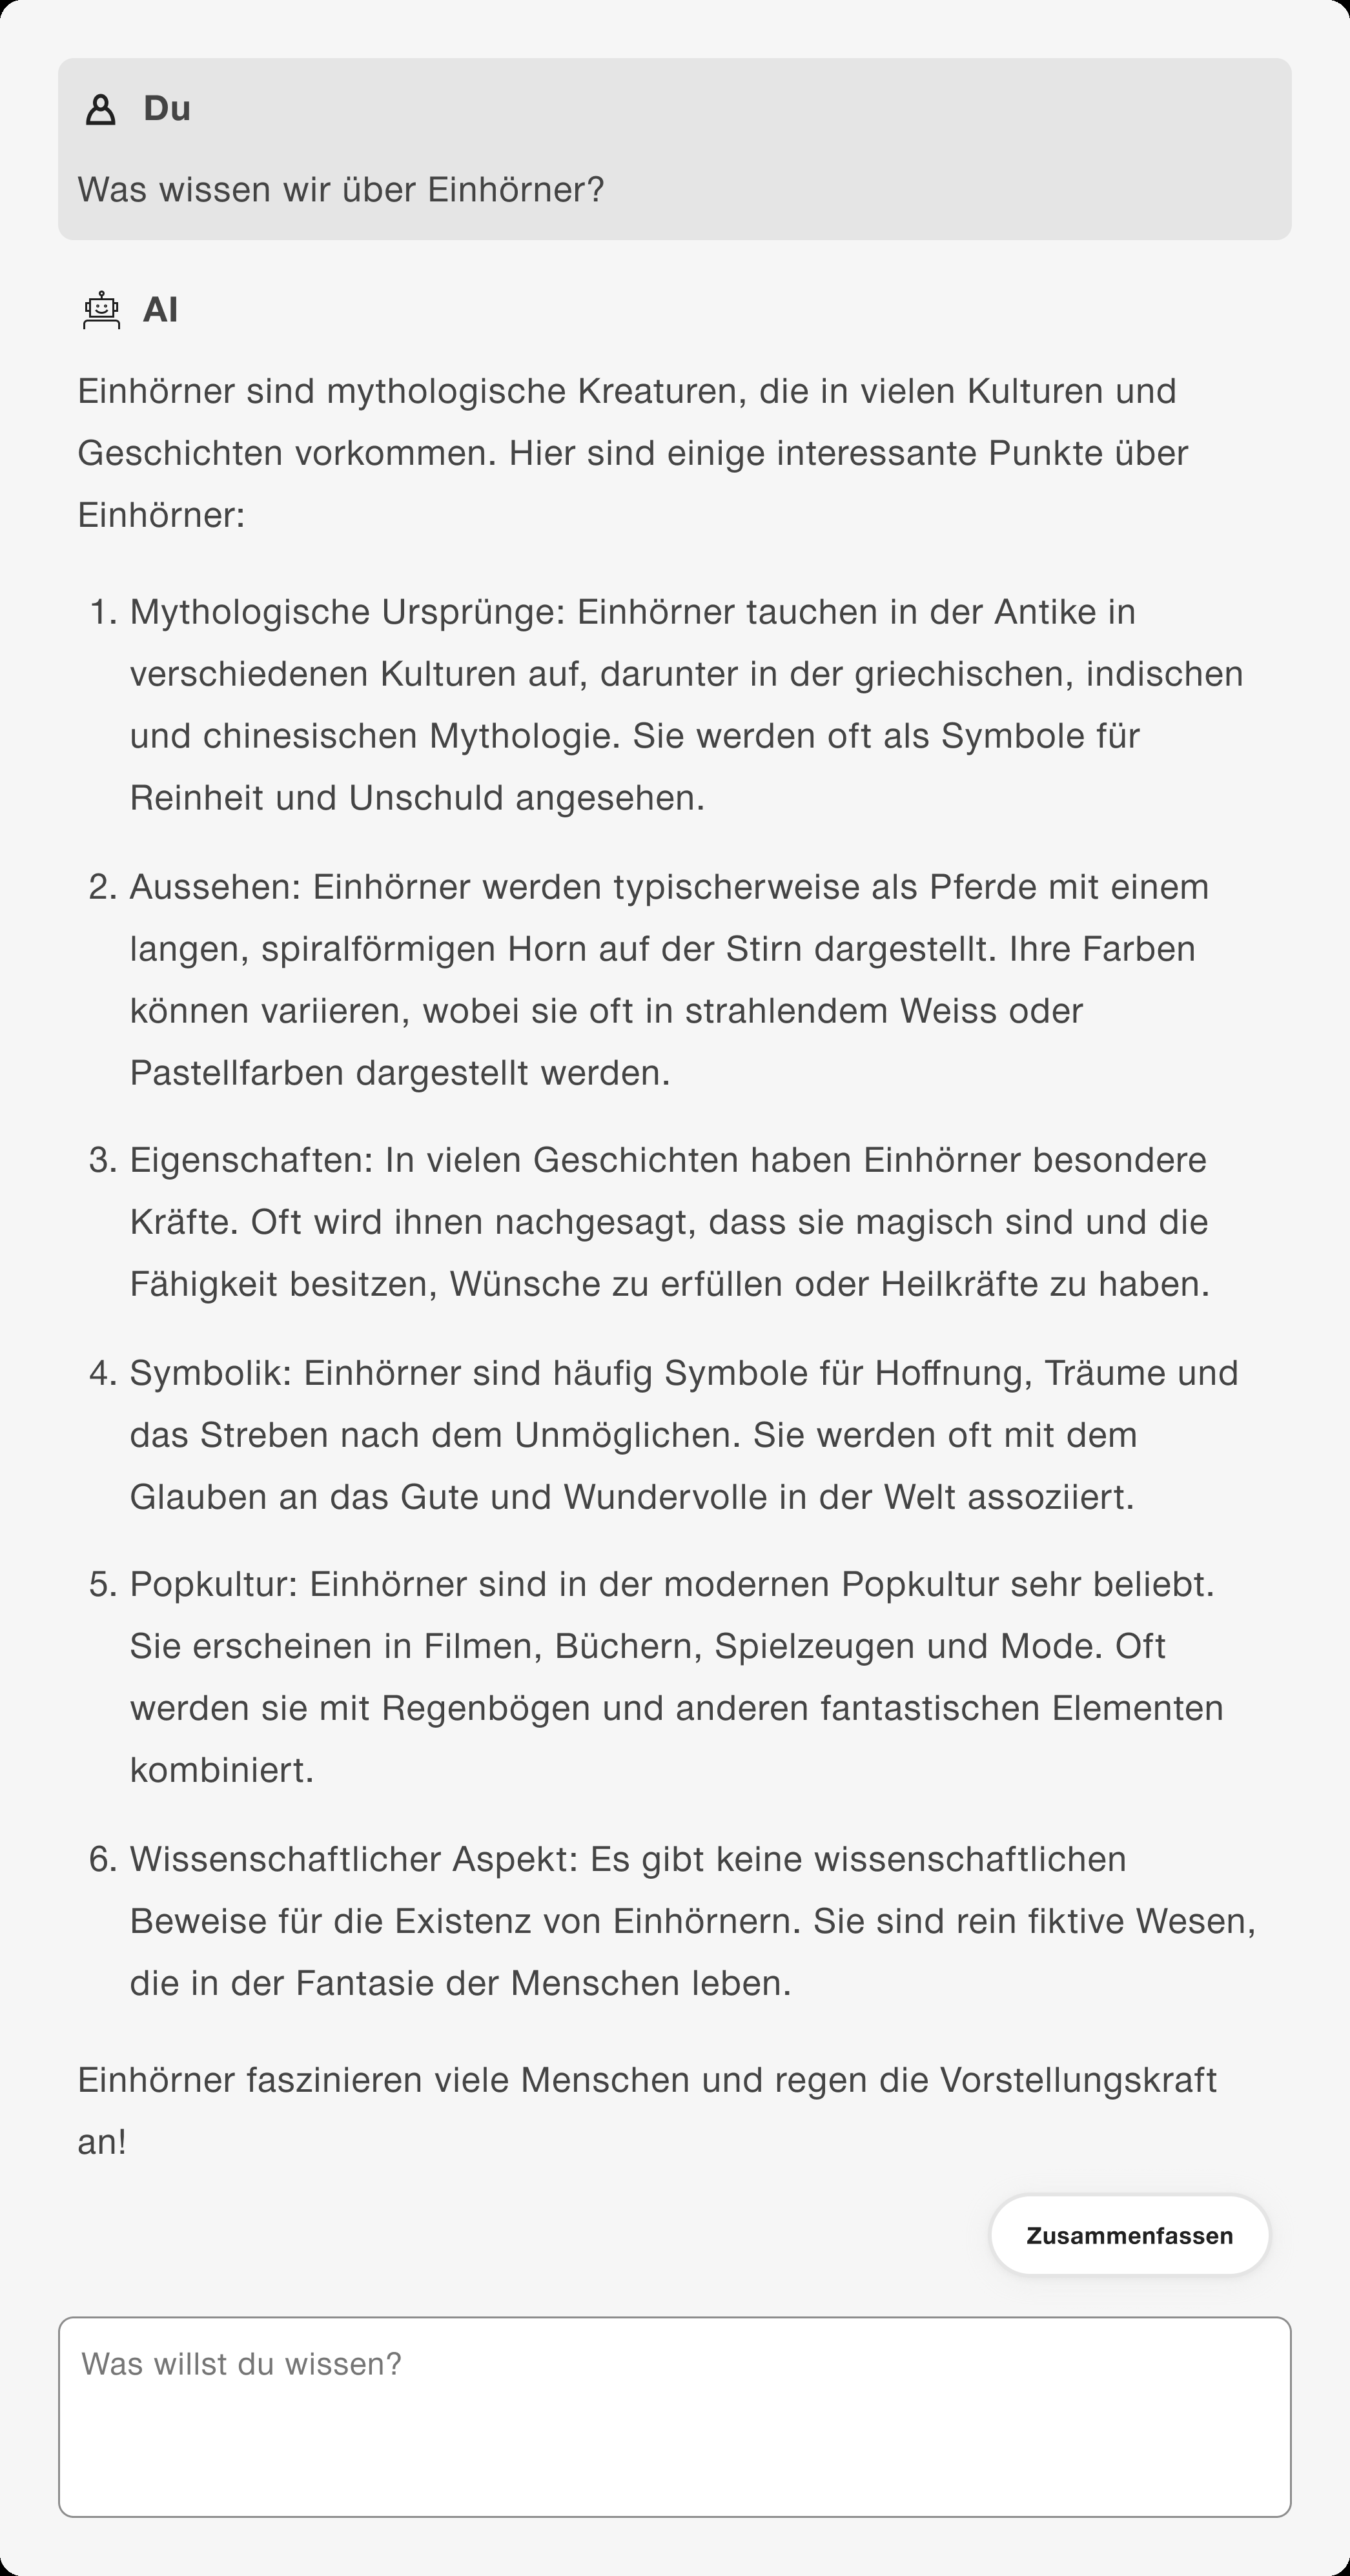 Du
Was wissen wir über Einhörner?
AI
Einhörner sind mythologische Kreaturen, die in vielen Kulturen und
Geschichten vorkommen. Hier sind einige interessante Punkte über
Einhörner:
1. Mythologische Ursprünge: Einhörner tauchen in der Antike in
verschiedenen Kulturen auf, darunter in der griechischen, indischen
und chinesischen Mythologie. Sie werden oft als Symbole für
Reinheit und Unschuld angesehen.
2. Aussehen: Einhörner werden typischerweise als Pferde mit einem
langen, spiralförmigen Horn auf der Stirn dargestellt. Ihre Farben
können variieren, wobei sie oft in strahlendem Weiss oder
Pastellfarben dargestellt werden.
3. Eigenschaften: In vielen Geschichten haben Einhörner besondere
Kräfte. Oft wird ihnen nachgesagt, dass sie magisch sind und die
Fähigkeit besitzen, Wünsche zu erfüllen oder Heilkräfte zu haben.
4. Symbolik: Einhörner sind häufig Symbole für Hoffnung, Träume und
das Streben nach dem Unmöglichen. Sie werden oft mit dem
Glauben an das Gute und Wundervolle in der Welt assoziiert.
5. Popkultur: Einhörner sind in der modernen Popkultur sehr beliebt.
Sie erscheinen in Filmen, Büchern, Spielzeugen und Mode. Oft
werden sie mit Regenbögen und anderen fantastischen Elementen
kombiniert.
6. Wissenschaftlicher Aspekt: Es gibt keine wissenschaftlichen
Beweise für die Existenz von Einhörnern. Sie sind rein fiktive Wesen,
die in der Fantasie der Menschen leben.
Einhörner faszinieren viele Menschen und regen die Vorstellungskraft
an!
Zusammenfassen
Was willst du wissen?